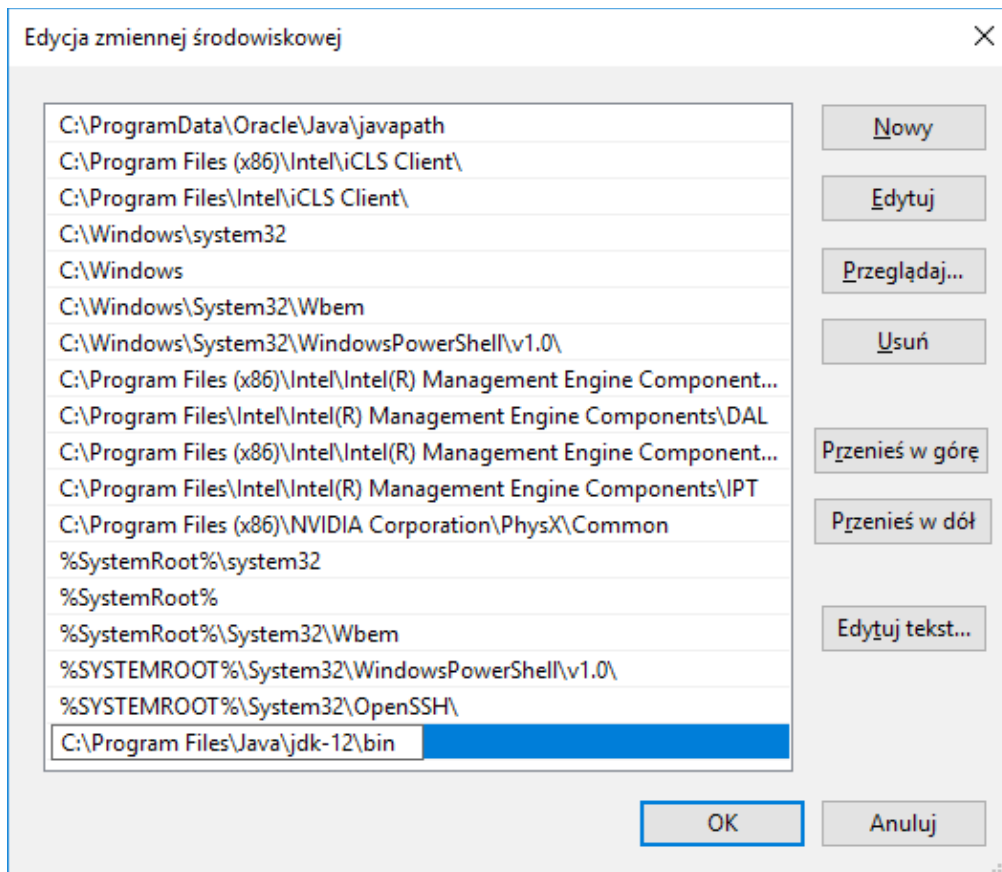 Edycja zmiennej środowiskowej
C:\ProgramData\Oracle\Java\javapath
C:\Program Files (x86)\Intel\iCLS Client\
C:\Program Files\Intel\iCLS Client\
C:\Windows\system32
C:\Windows
C:\Windows\System32\Wbem
C:\Windows\System32\WindowsPowerShell\v1.0\
C:\Program Files (x86)\Intel\Intel(R) Management Engine Component...
C:\Program Files\Intel\Intel(R) Management Engine Components\DAL
C:\Program Files (x86)\Intel\Intel(R) Management Engine Component...
C:\Program Files\Intel\Intel(R) Management Engine Components\IPT
C:\Program Files (x86)\NVIDIA Corporation\PhysX\Common
%SystemRoot%\system32
%SystemRoot%
%SystemRoot%\System32\Wbem
%SYSTEMROOT%\System32\WindowsPowerShell\v1.0\
%SYSTEMROOT%\System32\OpenSSH\
C:\Program Files\Java\jdk-12\bin
Nowy
Edytuj
Przeglądaj...
Usuń
Przenieś w górę
Przenieś w dół
Edytuj tekst...
OK
Anuluj